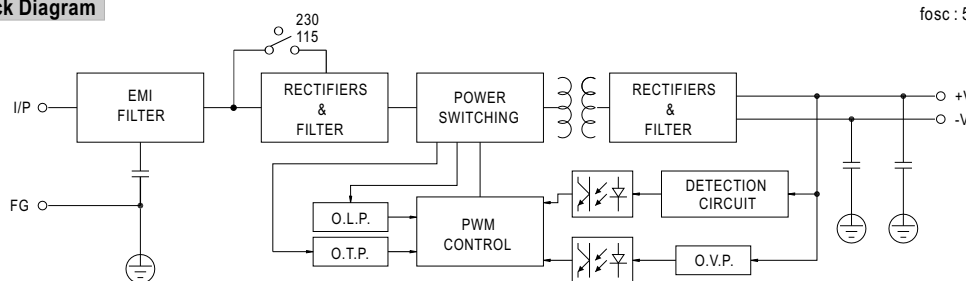 ck Diagram
fosc : 5
230
115
I/P
EMI
FILTER
RECTIFIERS
&
FILTER
POWER
SWITCHING
RECTIFIERS
&
FILTER
+V
-V
FG
O.L.P.
O.T.P.
PWM
CONTROL
DETECTION
CIRCUIT
O.V.P.